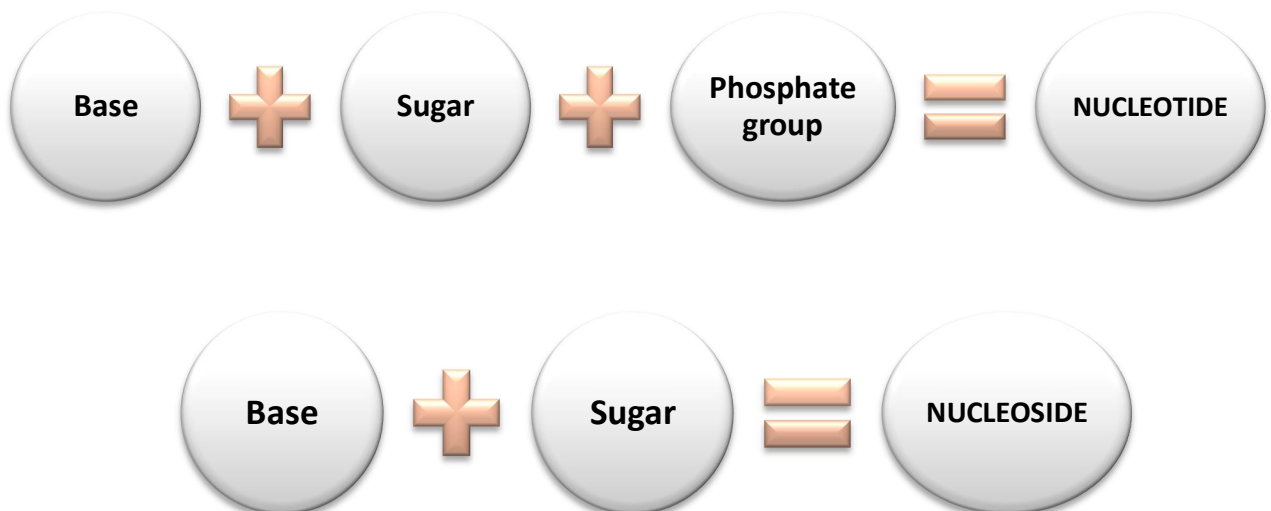 Base
Sugar
Phosphate
group
NUCLEOTIDE
Base
Sugar
NUCLEOSIDE